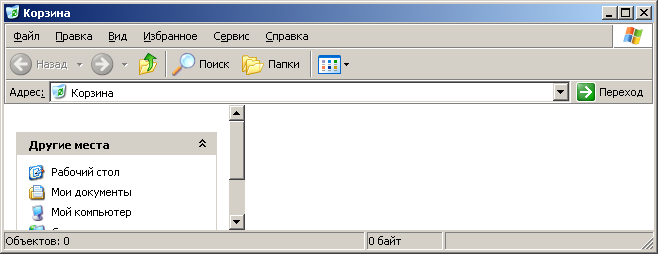 Корзина
Файл Правка Вид Избранное Сервис Справка
Назад Поиск Папки
Адрес: Корзина Переход
Другие места
Рабочий стол
Мои документы
Мой компьютер
Объектов: 0 0 байт